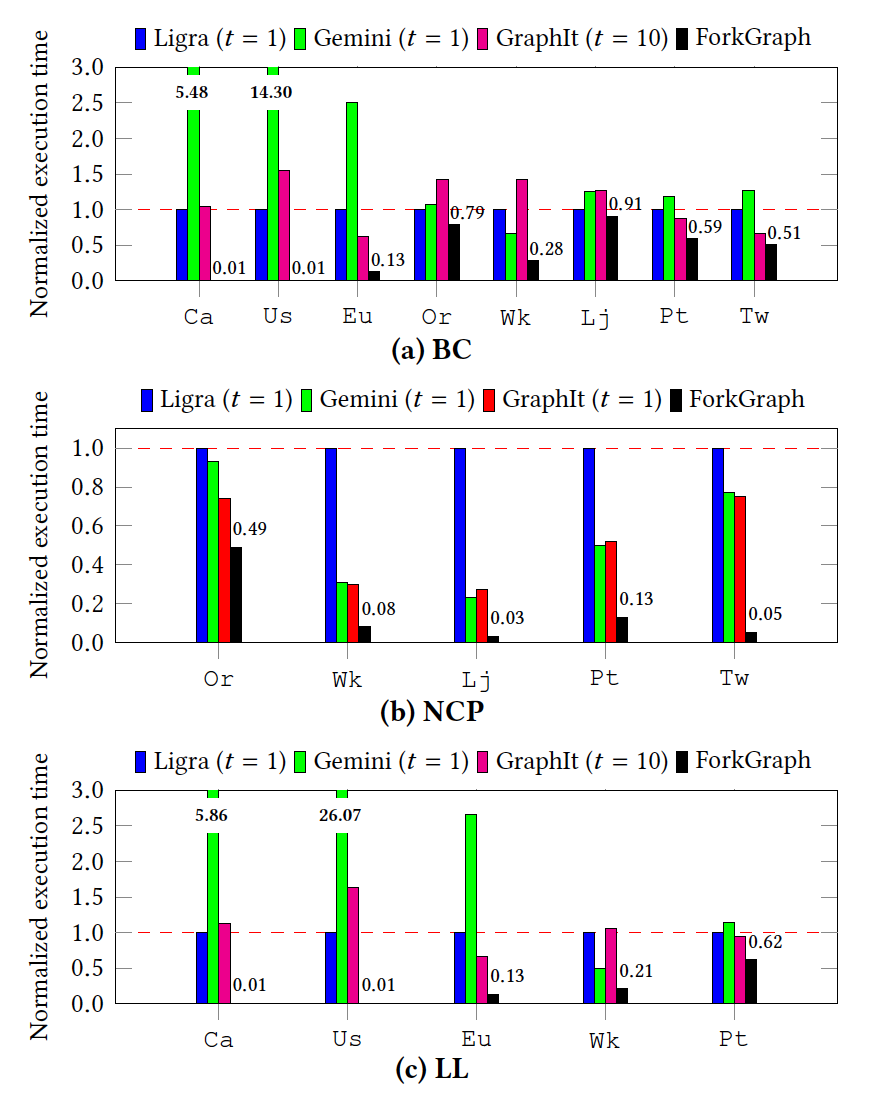 Ligra (t = 1) Gemini (t = 1) GraphIt (t = 10) ForkGraph
Normalized execution time
3.0
2.5
2.0
1.5
1.0
0.5
0.0
5.48 14.30
0.01 0.01 0.13 0.79 0.28 0.91 0.59 0.51
Ca Us Eu Or Wk Lj Pt Tw
(a) BC
Ligra (t = 1) Gemini (t = 1) GraphIt (t = 1) ForkGraph
Normalized execution time
1.0
0.8
0.6
0.4
0.2
0.0
0.49 0.08 0.03 0.13 0.05
Or Wk Lj Pt Tw
(b) NCP
Ligra (t = 1) Gemini (t = 1) GraphIt (t = 10) ForkGraph
Normalized execution time
3.0
2.5
2.0
1.5
1.0
0.5
0.0
5.86 26.07
0.01 0.01 0.13 0.21 0.62
Ca Us Eu Wk Pt
(c) LL